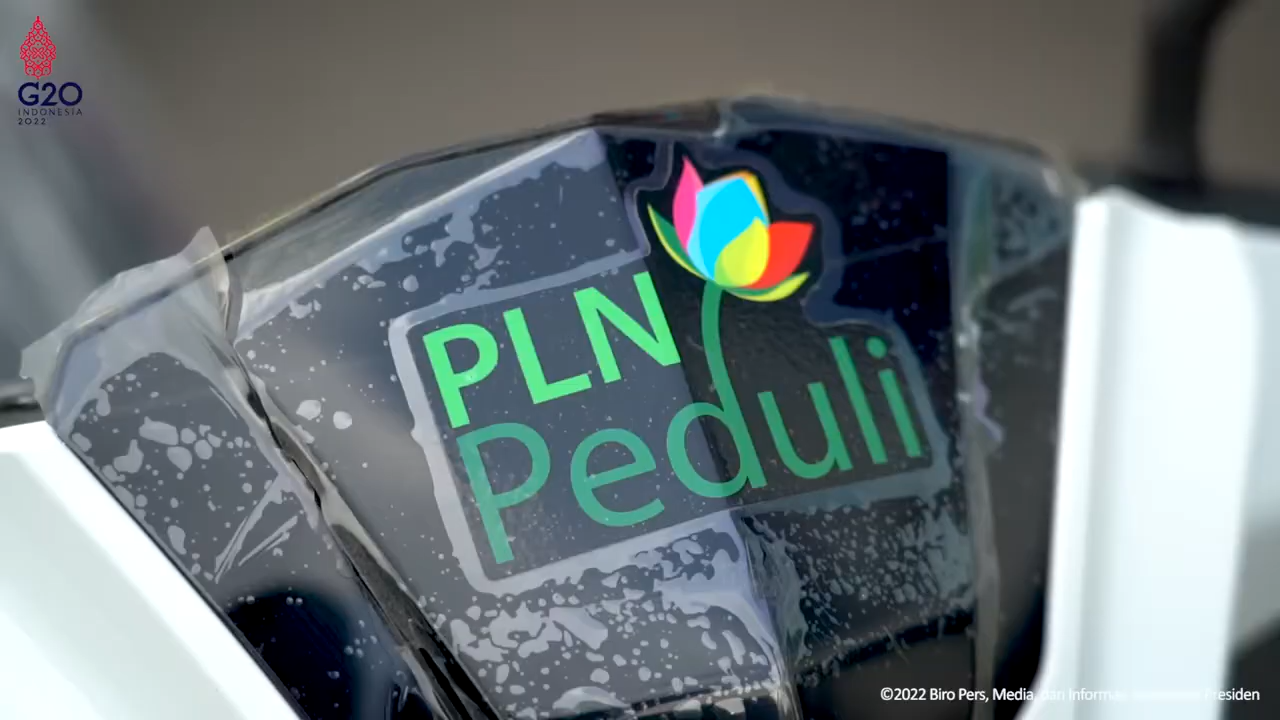 G20
INDONESIA
2022
PLN
Peduli
©2022 Biro Pers, Media, dan Informasi Presiden